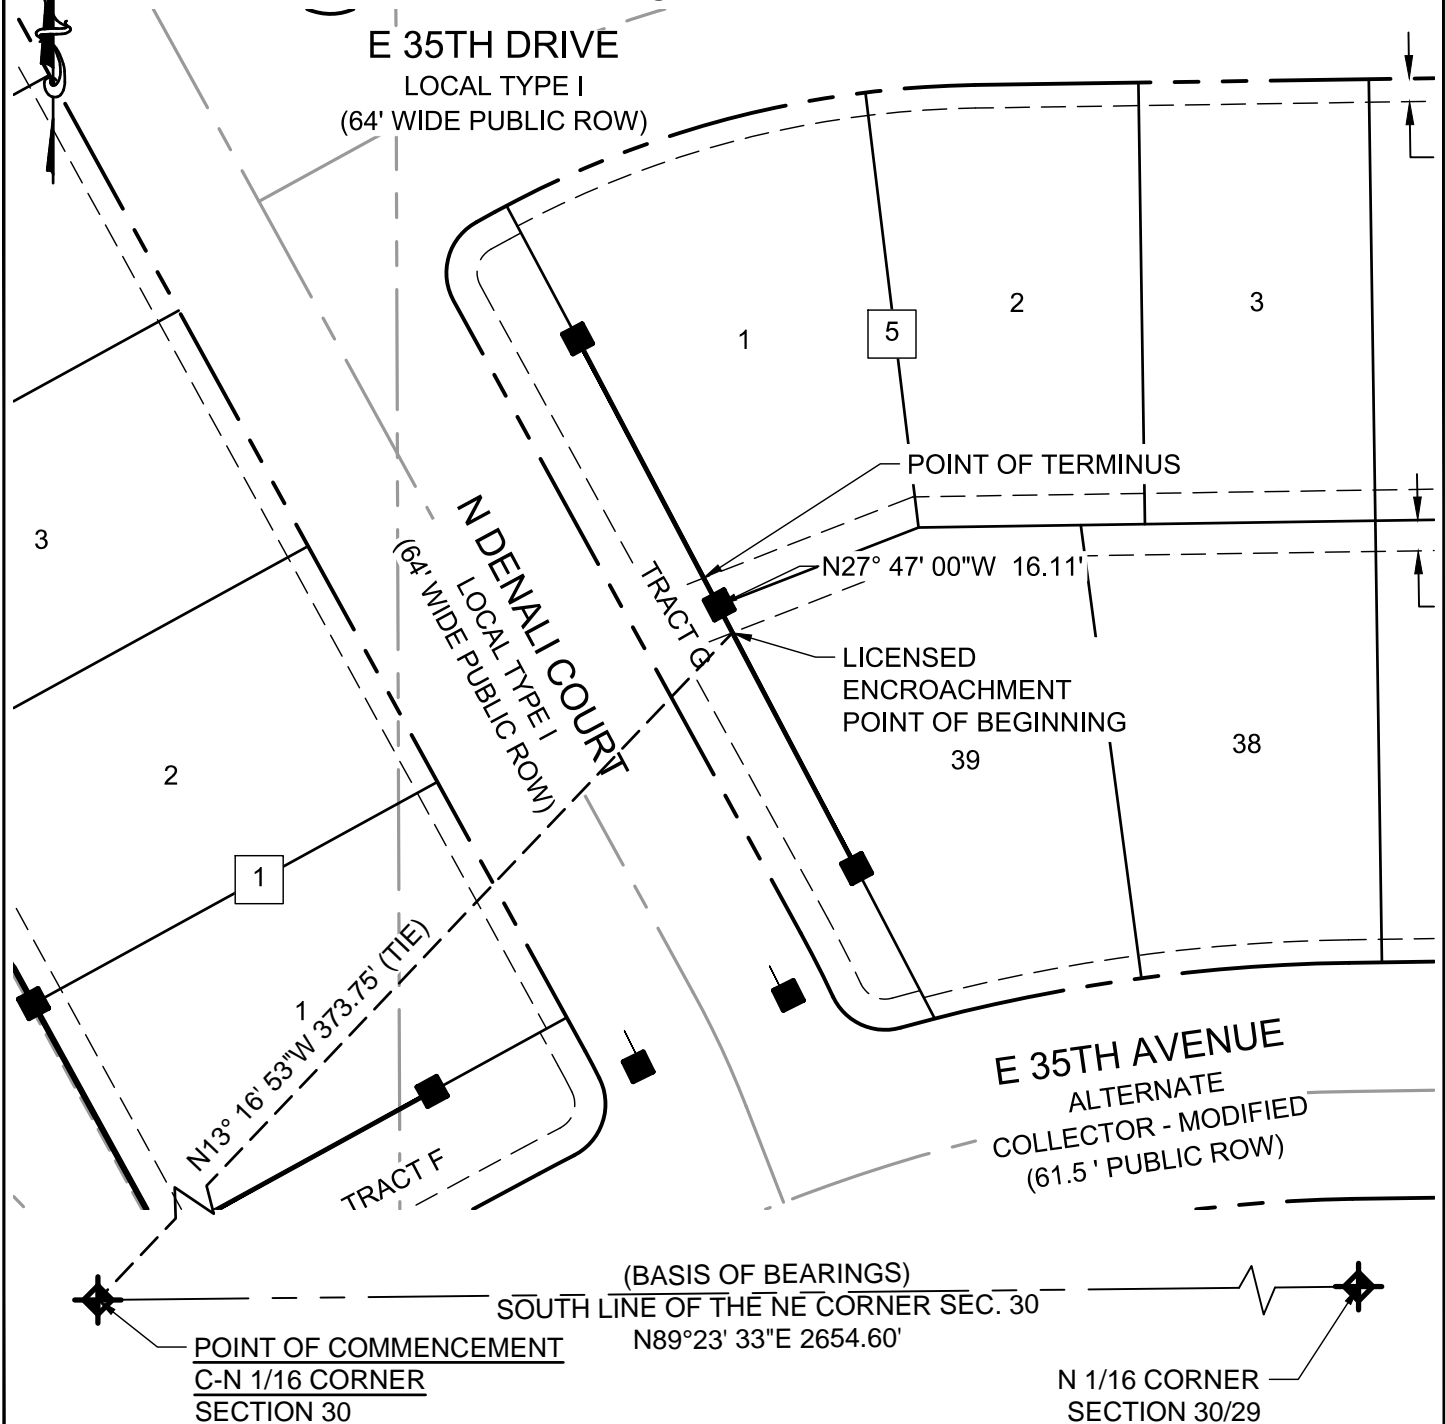 E 35TH DRIVE
LOCAL TYPE I
(64' WIDE PUBLIC ROW)
1
5
2
3
POINT OF TERMINUS
N27° 47' 00"W 16.11'
TRACT G
N DENALI COURT
LOCAL TYPE I
(64' WIDE PUBLIC ROW)
LICENSED
ENCROACHMENT
POINT OF BEGINNING
39
38
3
2
1
1
N13° 16' 53"W 373.75' (TIE)
TRACT F
E 35TH AVENUE
ALTERNATE
COLLECTOR - MODIFIED
(61.5 ' PUBLIC ROW)
(BASIS OF BEARINGS)
SOUTH LINE OF THE NE CORNER SEC. 30
N89°23' 33"E 2654.60'
POINT OF COMMENCEMENT
C-N 1/16 CORNER
SECTION 30
N 1/16 CORNER
SECTION 30/29